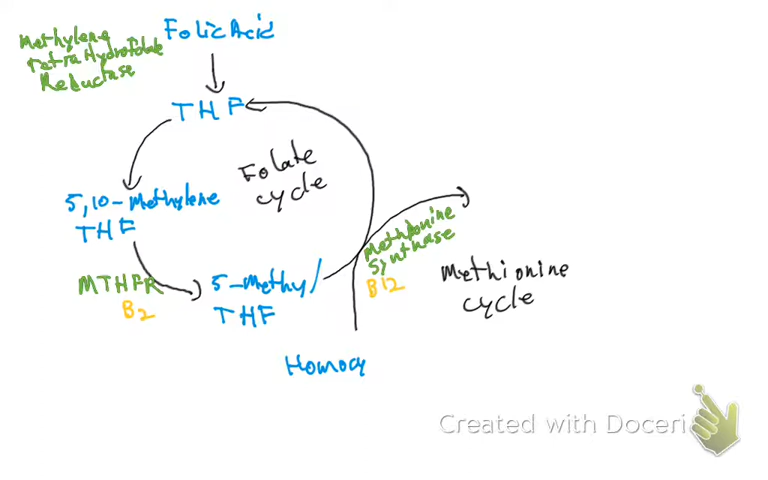 Methylene
tetra Hydrofolate
Reductase
Folic Acid
THF
Folate
cycle
5,10-Methylene
THF
MTHFR
B2
5-Methyl
THF
Methionine
Synthase
B12
Methionine
cycle
Homocy
Created with Doceri